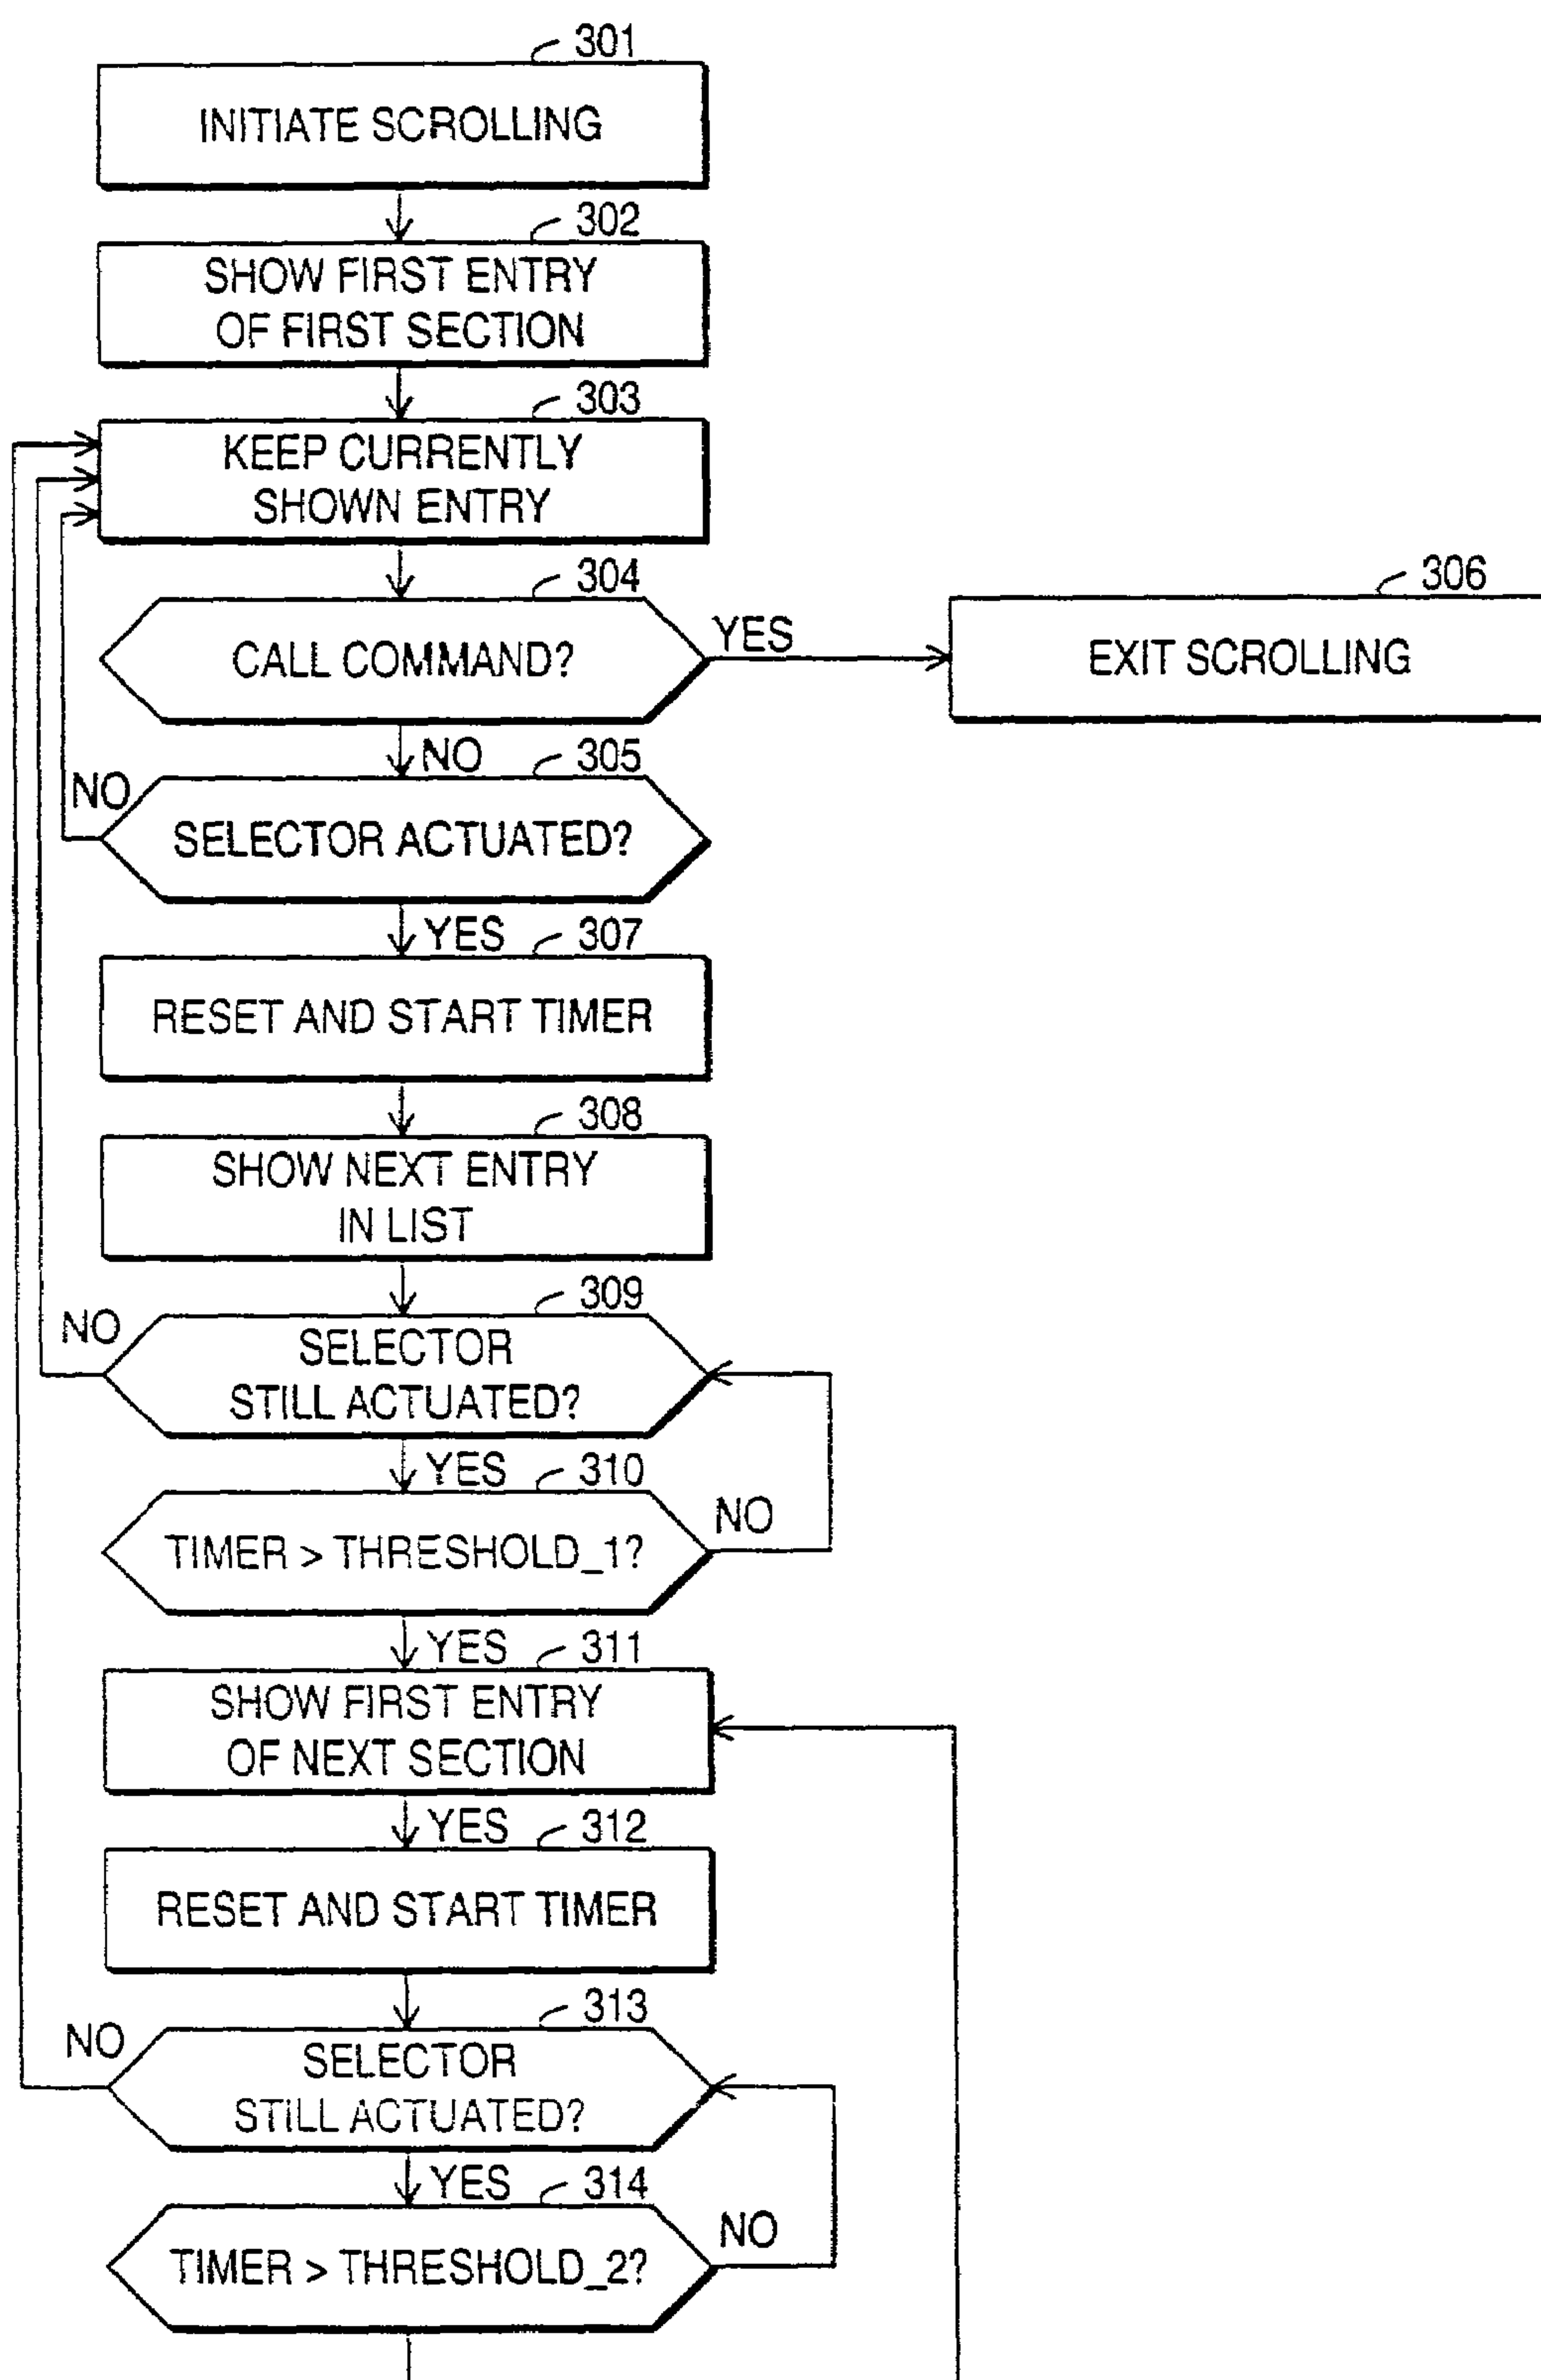 301
INITIATE SCROLLING
302
SHOW FIRST ENTRY
OF FIRST SECTION
303
KEEP CURRENTLY
SHOWN ENTRY
304
CALL COMMAND?
YES
306
EXIT SCROLLING
NO
305
NO
SELECTOR ACTUATED?
YES
307
RESET AND START TIMER
308
SHOW NEXT ENTRY
IN LIST
309
NO
SELECTOR
STILL ACTUATED?
YES
310
NO
TIMER > THRESHOLD_1?
YES
311
SHOW FIRST ENTRY
OF NEXT SECTION
YES
312
RESET AND START TIMER
313
NO
SELECTOR
STILL ACTUATED?
YES
314
NO
TIMER > THRESHOLD_2?